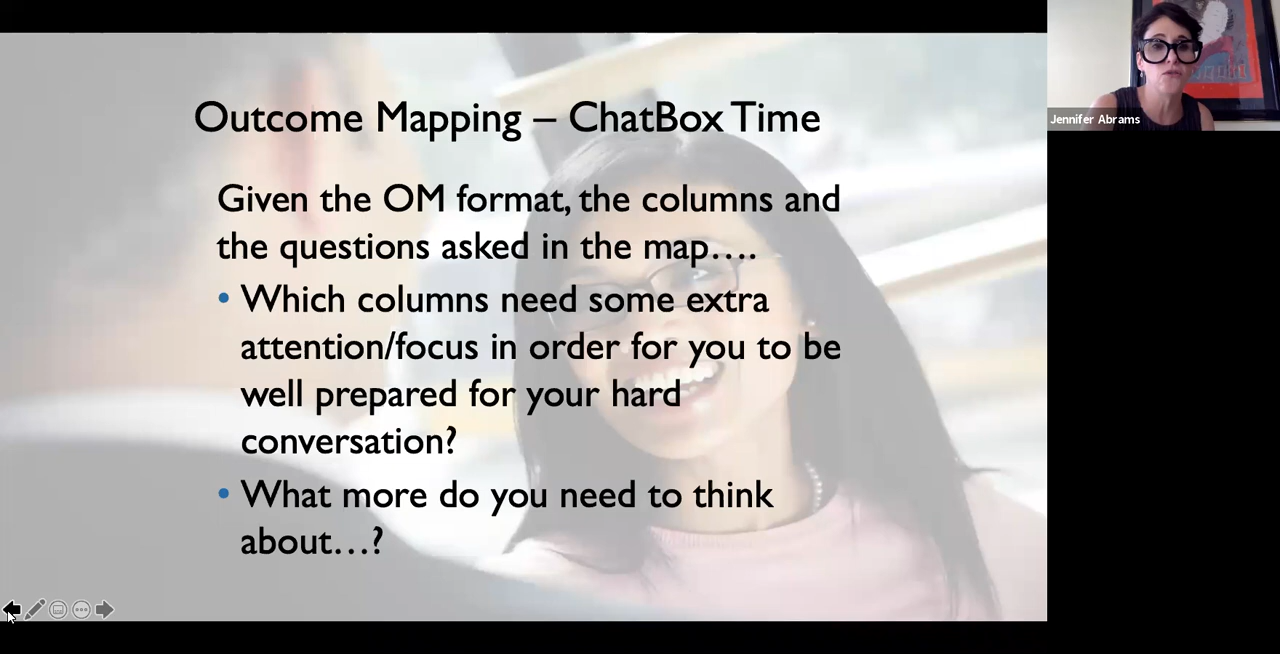 Outcome Mapping – ChatBox Time
Given the OM format, the columns and
the questions asked in the map….
• Which columns need some extra
attention/focus in order for you to be
well prepared for your hard
conversation?
• What more do you need to think
about…?
Jennifer Abrams